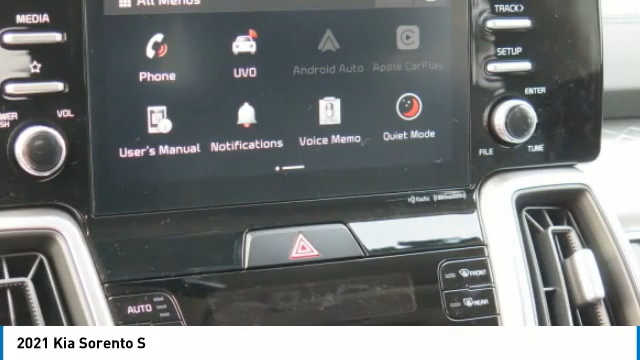 All Menus
MEDIA
TRACK>
Phone
UVO
Android Auto
Apple CarPlay
SETUP
VOL
ENTER
User's Manual
Notifications
Voice Memo
Quiet Mode
FILE
TUNE
FRONT
REAR
AUTO
2021 Kia Sorento S